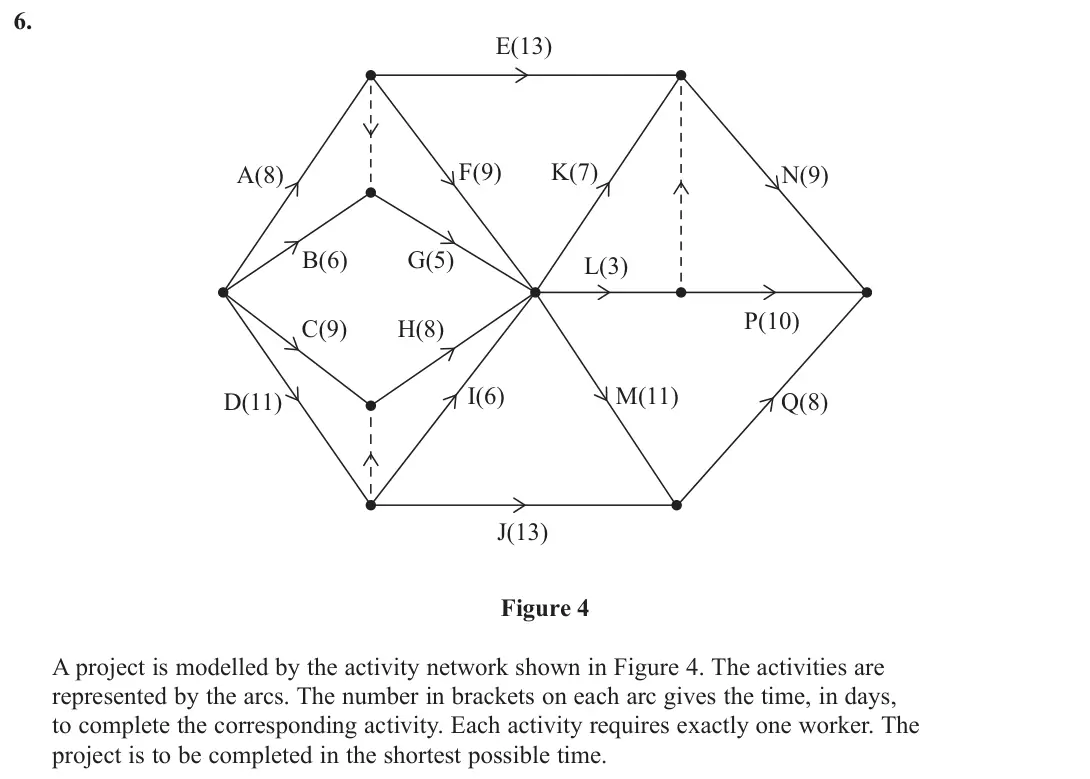 6.
E(13)
A(8)
F(9)
K(7)
N(9)
B(6)
G(5)
L(3)
C(9)
H(8)
P(10)
D(11)
I(6)
M(11)
Q(8)
J(13)
Figure 4
A project is modelled by the activity network shown in Figure 4. The activities are
represented by the arcs. The number in brackets on each arc gives the time, in days,
to complete the corresponding activity. Each activity requires exactly one worker. The
project is to be completed in the shortest possible time.